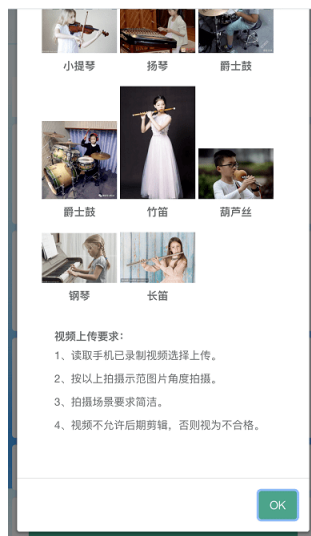 小提琴 扬琴 爵士鼓
爵士鼓 竹笛 葫芦丝
钢琴 长笛
视频上传要求：
1、读取手机已录制视频选择上传。
2、按以上拍摄示范图片角度拍摄。
3、拍摄场景要求简洁。
4、视频不允许后期剪辑，否则视为不合格。
OK